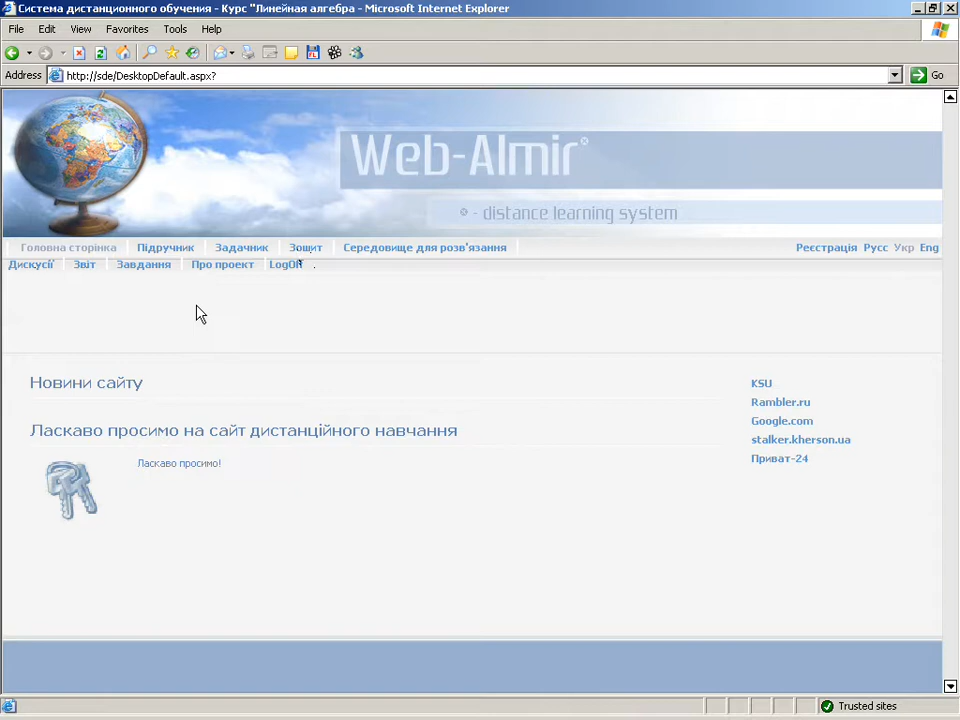 Система дистанционного обучения - Курс "Линейная алгебра - Microsoft Internet Explorer
File Edit View Favorites Tools Help
Address http://sde/DesktopDefault.aspx? Go
Web-Almir
- distance learning system
Головна сторінка Підручник Задачник Зошит Середовище для розв'язання Реєстрація Русс Укр Eng
Дискусії Звіт Завдання Про проект LogOff
Новини сайту
KSU
Rambler.ru
Google.com
stalker.kherson.ua
Приват-24
Ласкаво просимо на сайт дистанційного навчання
Ласкаво просимо!
Trusted sites